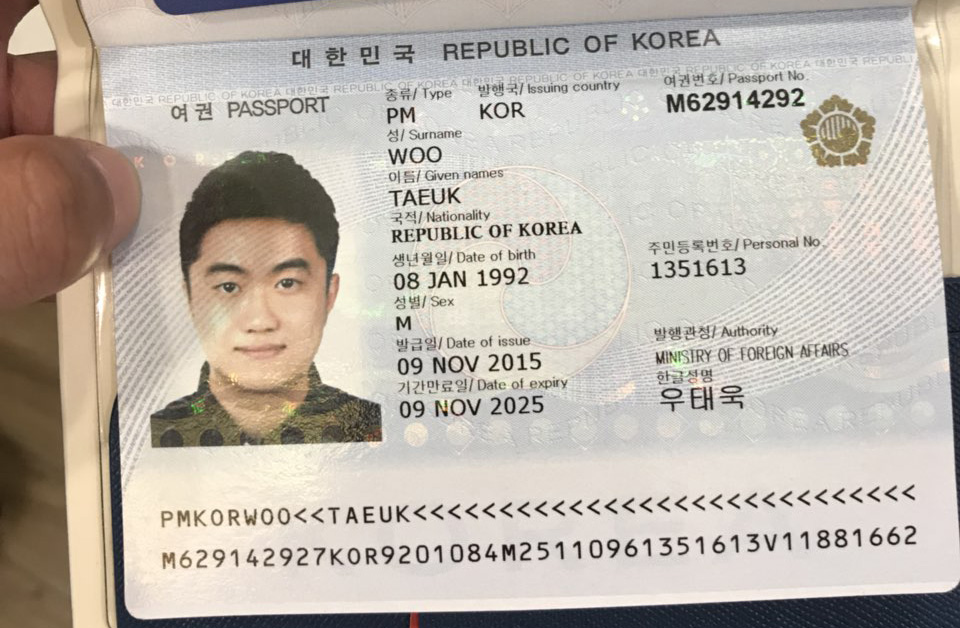 대한민국 REPUBLIC OF KOREA
여권 PASSPORT
종류/ Type 발행국/ Issuing country 여권번호/ Passport No.
PM KOR M62914292
성/ Surname
WOO
이름/ Given names
TAEUK
국적/ Nationality
REPUBLIC OF KOREA
생년월일/ Date of birth 주민등록번호/ Personal No.
08 JAN 1992 1351613
성별/ Sex
M
발급일/ Date of issue 발행관청/ Authority
09 NOV 2015 MINISTRY OF FOREIGN AFFAIRS
기간만료일/ Date of expiry 한글성명
09 NOV 2025 우태욱
PMKORWOO<<TAEUK<<<<<<<<<<<<<<<<<<<<<<<<<<<<<
M629142927KOR9201084M25110961351613V11881662